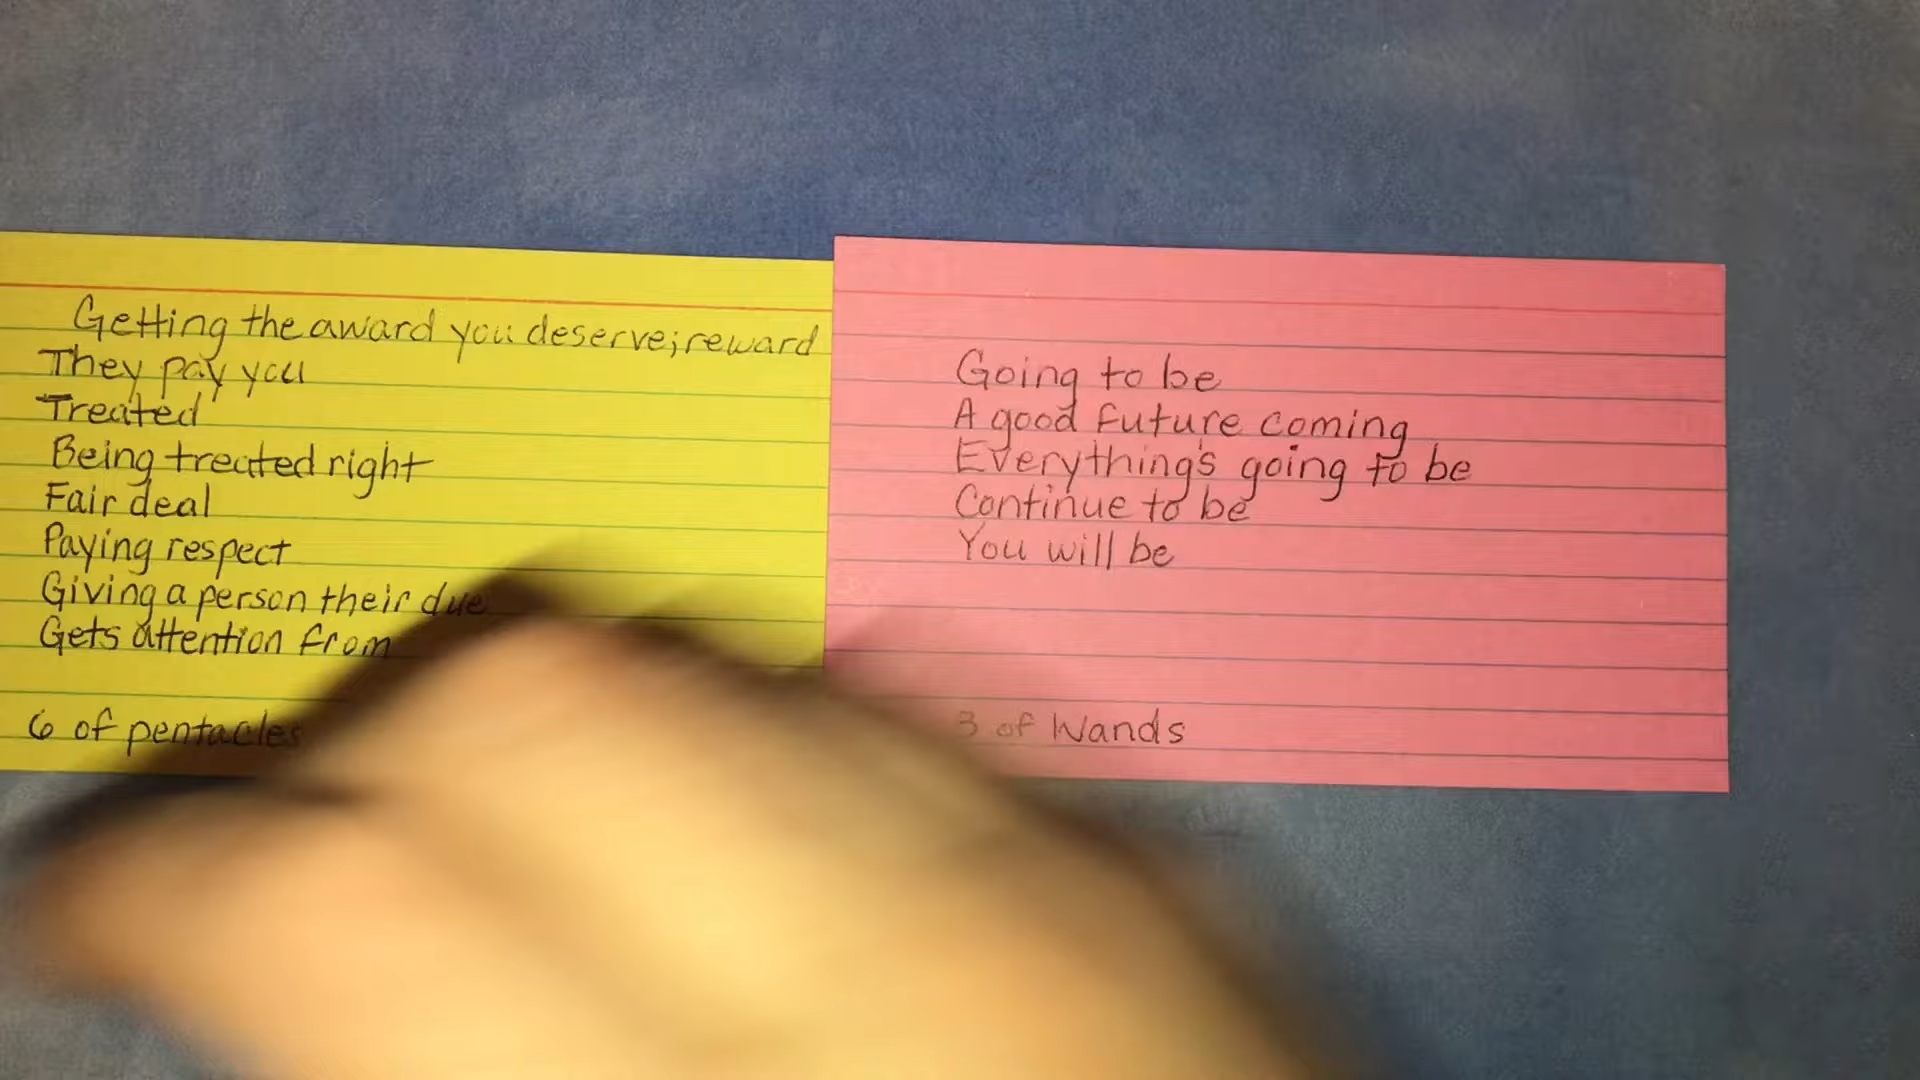 Getting the award you deserve; reward
They pay you
Treated
Being treated right
Fair deal
Paying respect
Giving a person their due
Gets attention from
6 of pentacles
Going to be
A good future coming
Everything's going to be
Continue to be
You will be
3 of Wands